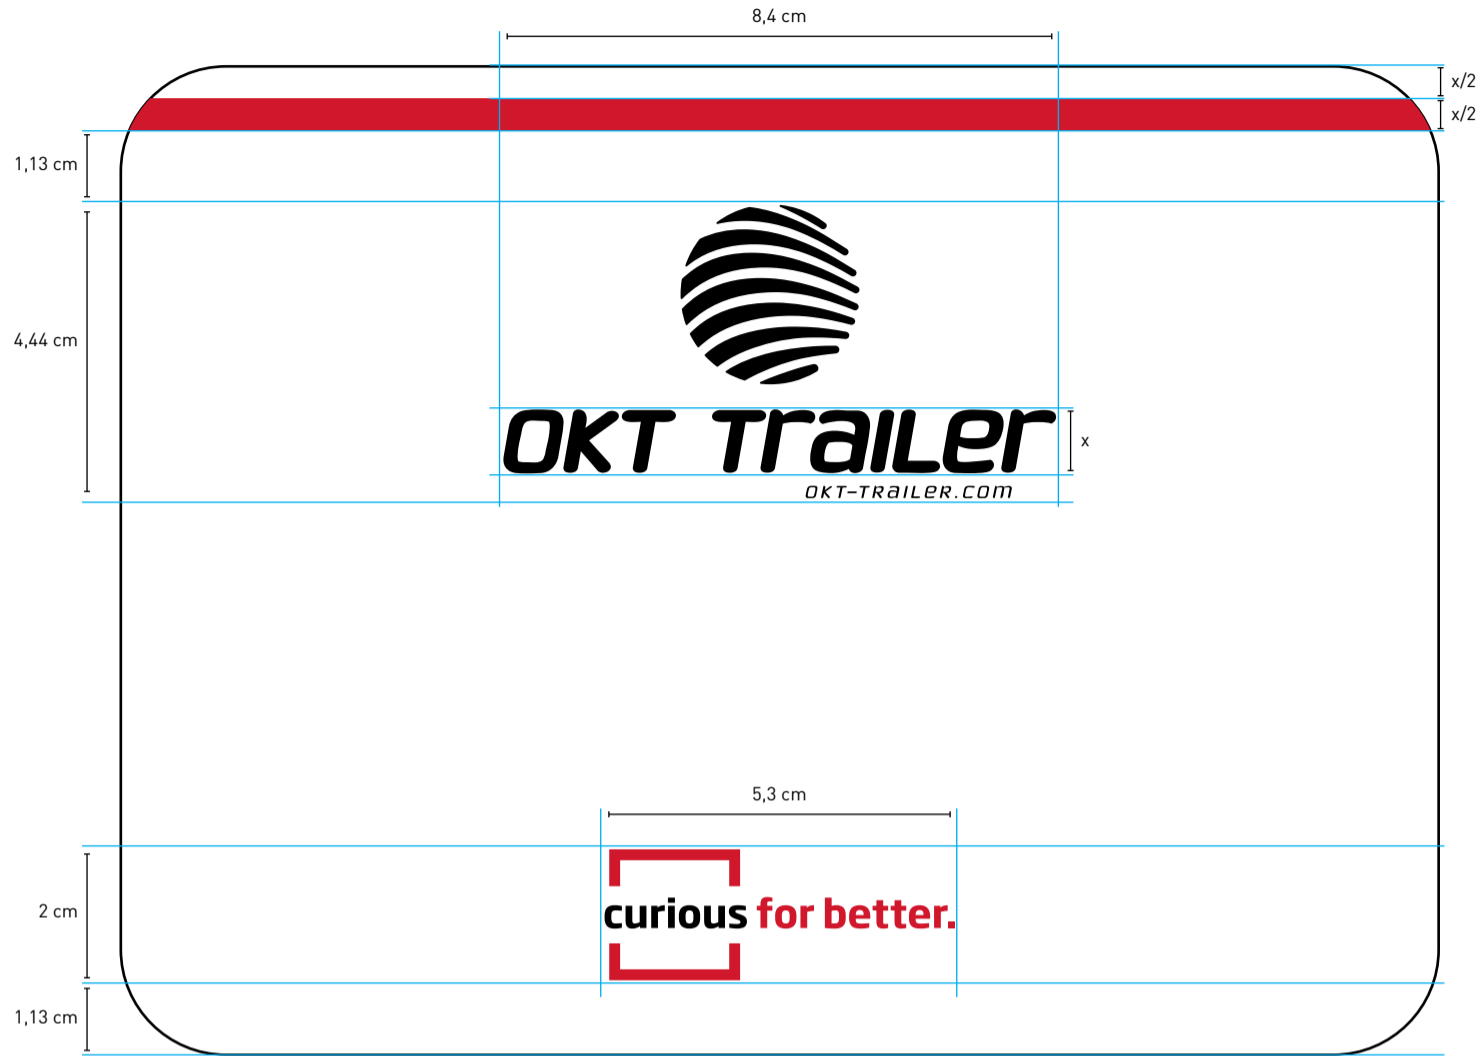 8,4 cm
x/2
x/2
1,13 cm
4,44 cm
OKT Trailer
x
OKT-TRAILER.COM
5,3 cm
2 cm
curious for better.
1,13 cm